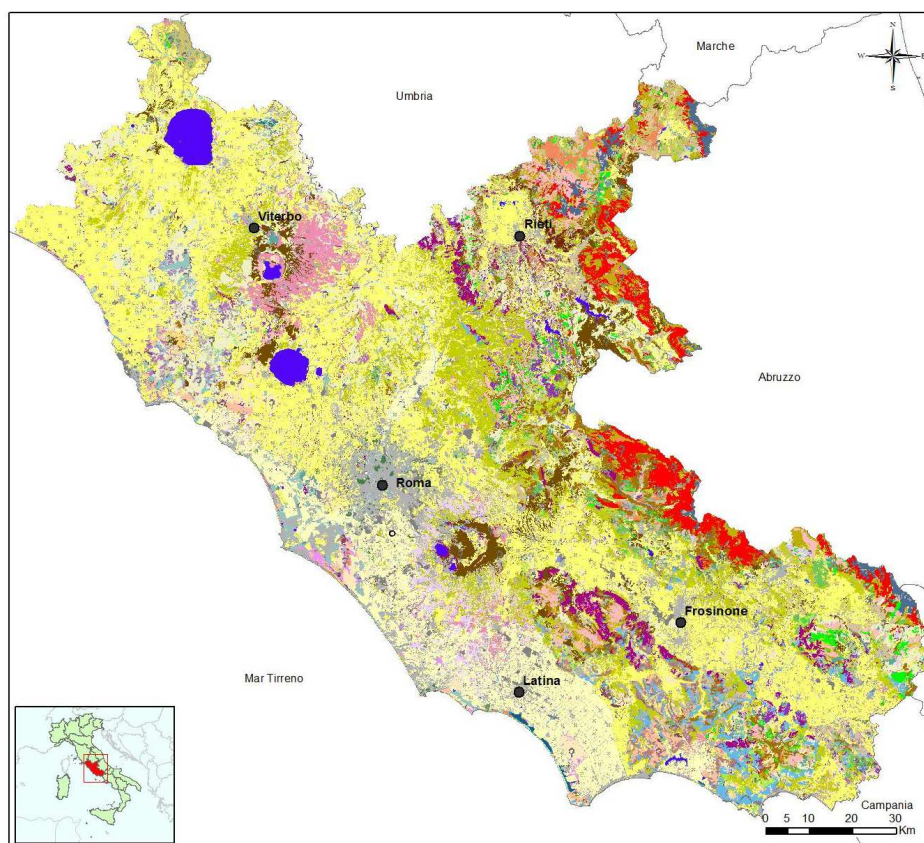 Marche
N
W E
S
Umbria
Viterbo
Rieti
Abruzzo
Roma
Frosinone
Mar Tirreno
Latina
Campania
0 5 10 20 30
Km